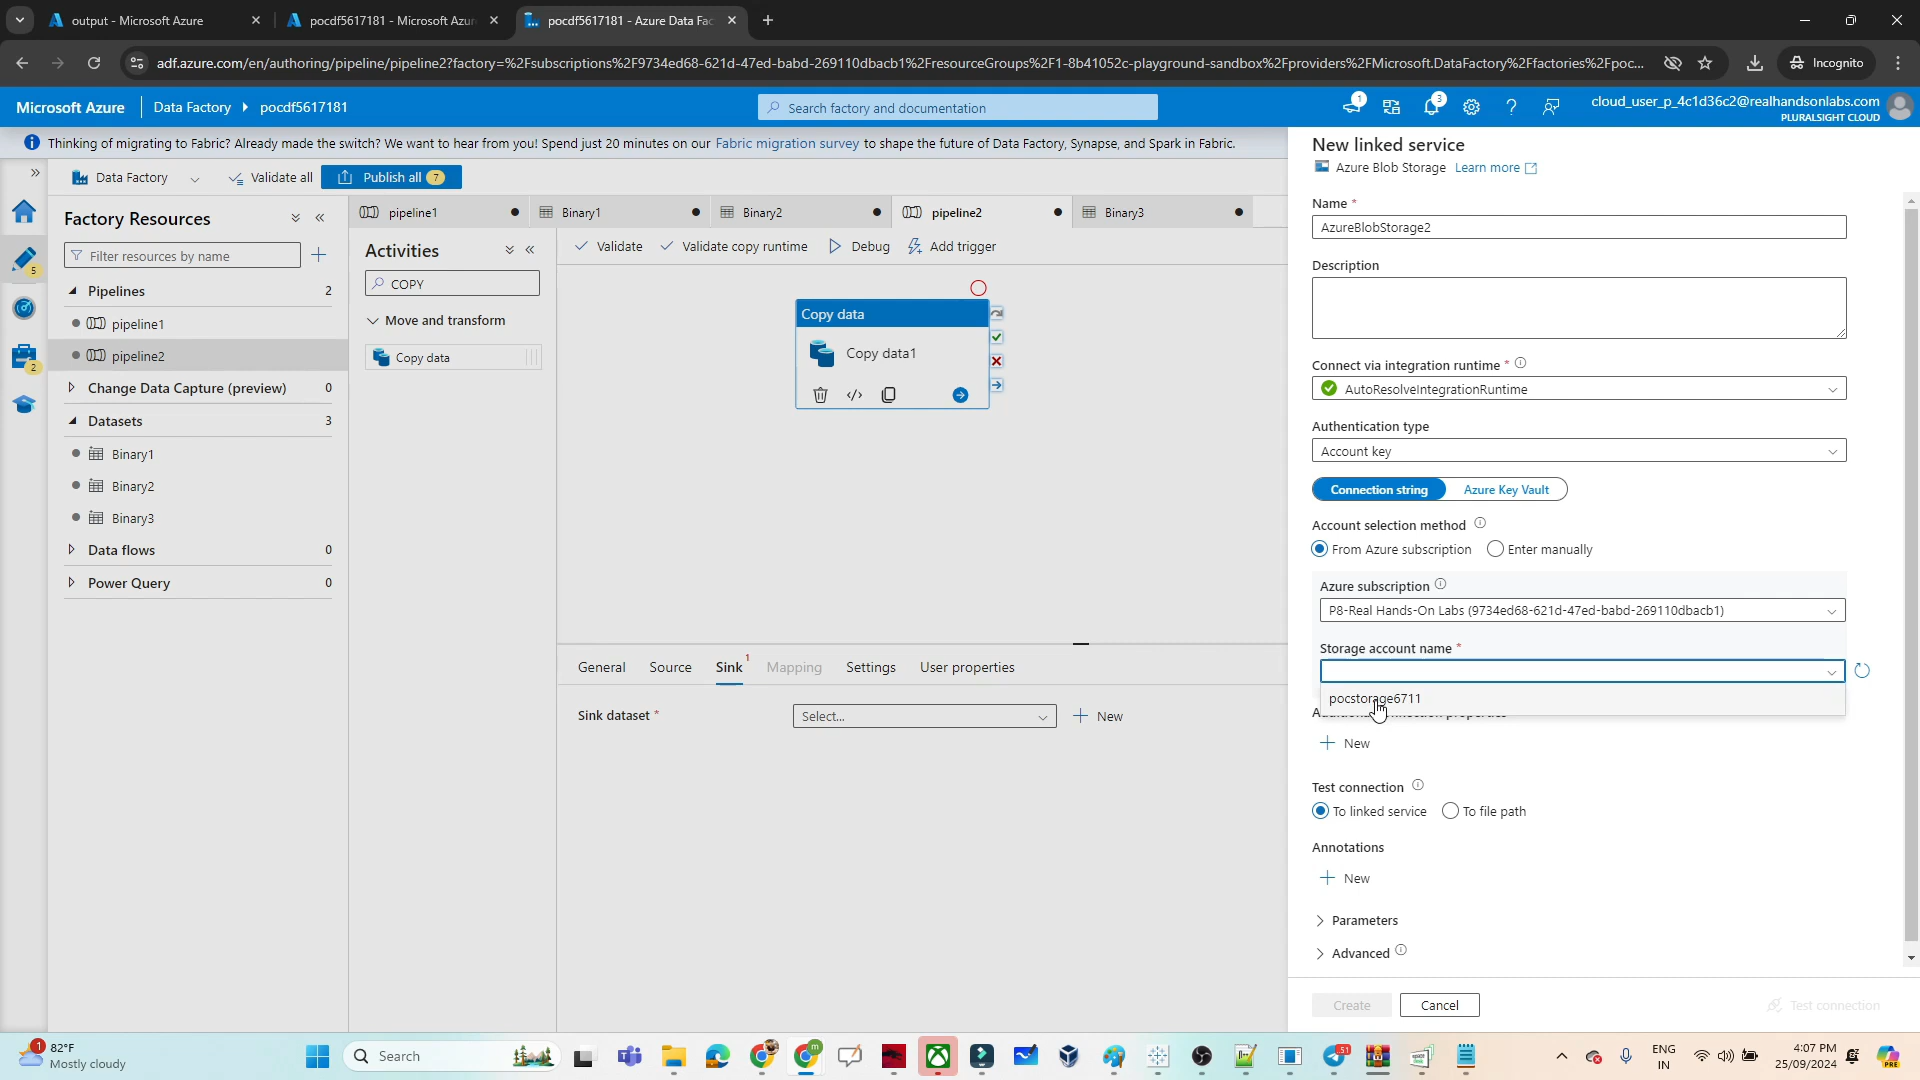 output - Microsoft Azure
pocdf5617181 - Microsoft Azu
pocdf5617181 - Azure Data Fac
adf.azure.com/en/authoring/pipeline/pipeline2?factory=%2Fsubscriptions%2F9734ed68-621d-47ed-babd-269110dbacb1%2FresourceGroups%2F1-8b41052c-playground-sandbox%2Fproviders%2FMicrosoft.DataFactory%2Ffactories%2Fpoc...
Incognito
Microsoft Azure
Data Factory
pocdf5617181
Search factory and documentation
1
3
cloud_user_p_4c1d36c2@realhandsonlabs.com
PLURALSIGHT CLOUD
Thinking of migrating to Fabric? Already made the switch? We want to hear from you! Spend just 20 minutes on our Fabric migration survey to shape the future of Data Factory, Synapse, and Spark in Fabric.
Data Factory
Validate all
Publish all 7
Factory Resources
Filter resources by name
Pipelines 2
pipeline1
pipeline2
Change Data Capture (preview) 0
Datasets 3
Binary1
Binary2
Binary3
Data flows 0
Power Query 0
5
2
pipeline1
Binary1
Binary2
pipeline2
Binary3
Activities
COPY
Move and transform
Copy data
Validate
Validate copy runtime
Debug
Add trigger
Copy data
Copy data1
General
Source
Sink 1
Mapping
Settings
User properties
Sink dataset *
Select...
New
New linked service
Azure Blob Storage Learn more
Name *
AzureBlobStorage2
Description
Connect via integration runtime *
AutoResolveIntegrationRuntime
Authentication type
Account key
Connection string
Azure Key Vault
Account selection method
From Azure subscription
Enter manually
Azure subscription
P8-Real Hands-On Labs (9734ed68-621d-47ed-babd-269110dbacb1)
Storage account name *
pocstorage6711
New
Test connection
To linked service
To file path
Annotations
New
Parameters
Advanced
Create
Cancel
Test connection
1
82°F
Mostly cloudy
Search
51
ENG
IN
4:07 PM
25/09/2024
PRE